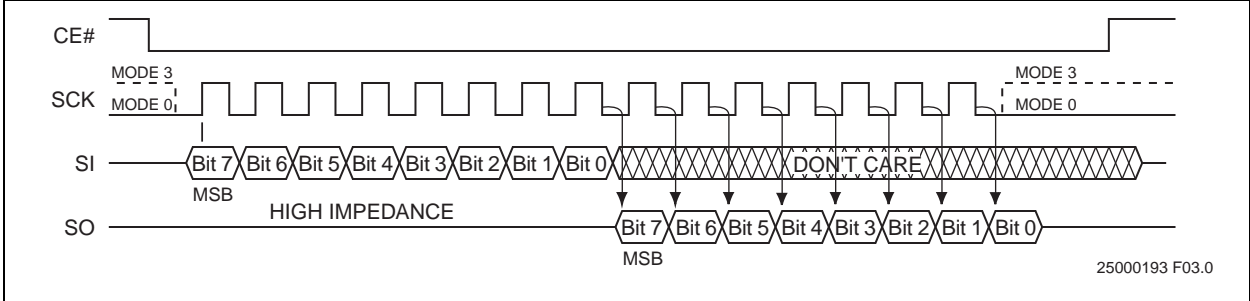 CE#
MODE 3 MODE 3
SCK MODE 0 MODE 0
SI Bit 7 Bit 6 Bit 5 Bit 4 Bit 3 Bit 2 Bit 1 Bit 0 DON'T CARE
MSB
HIGH IMPEDANCE
SO Bit 7 Bit 6 Bit 5 Bit 4 Bit 3 Bit 2 Bit 1 Bit 0
MSB
25000193 F03.0